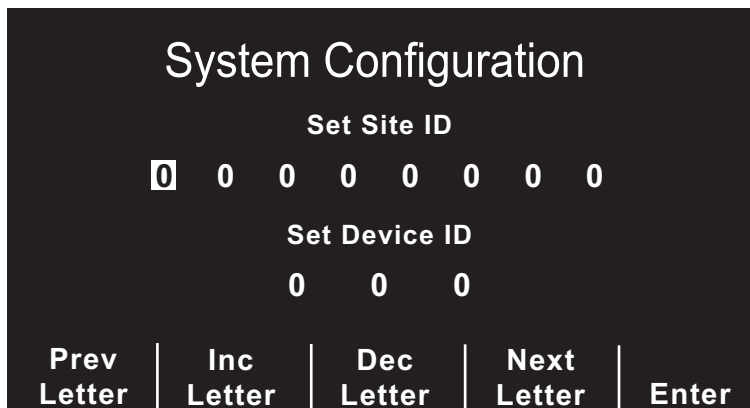 System Configuration
Set Site ID
0 0 0 0 0 0 0 0
Set Device ID
0 0 0
Prev Letter
Inc Letter
Dec Letter
Next Letter
Enter